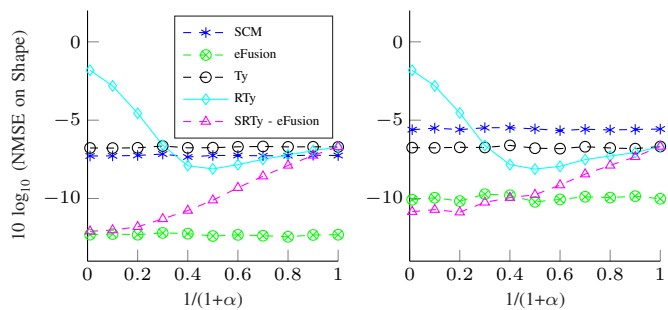 10 log10 (NMSE on Shape)
0
−5
−10
SCM
eFusion
Ty
RTy
SRTy - eFusion
0 0.2 0.4 0.6 0.8 1
1/(1+α)
0
−5
−10
0 0.2 0.4 0.6 0.8 1
1/(1+α)